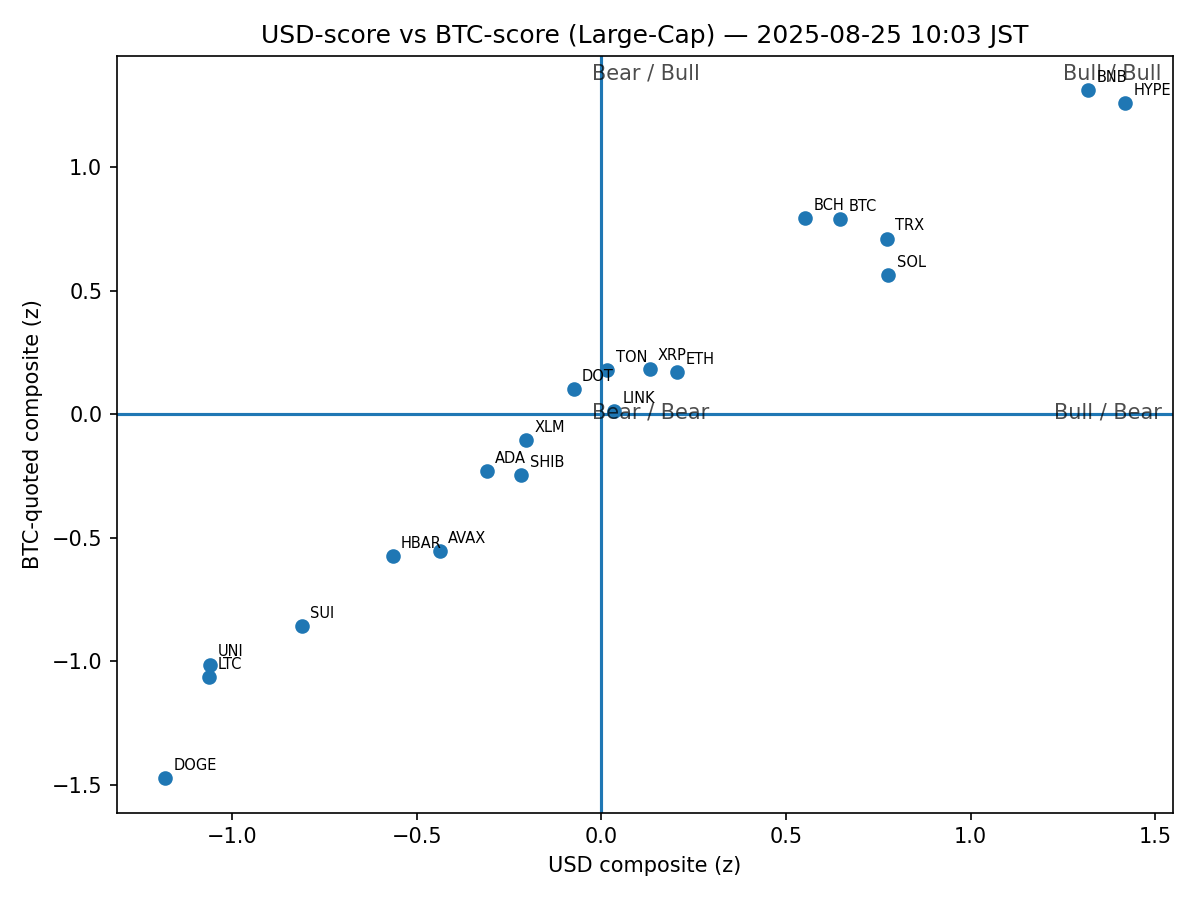 USD-score vs BTC-score (Large-Cap) — 2025-08-25 10:03 JST
Bear / Bull
Bull / Bull
BNB
HYPE
1.0
BCH
BTC
TRX
SOL
0.5
TON
XRP
ETH
DOT
LINK
0.0
Bear / Bear
Bull / Bear
XLM
ADA
SHIB
−0.5
HBAR
AVAX
SUI
UNI
LTC
−1.0
DOGE
−1.5
−1.0
−0.5
0.0
0.5
1.0
1.5
USD composite (z)
BTC-quoted composite (z)